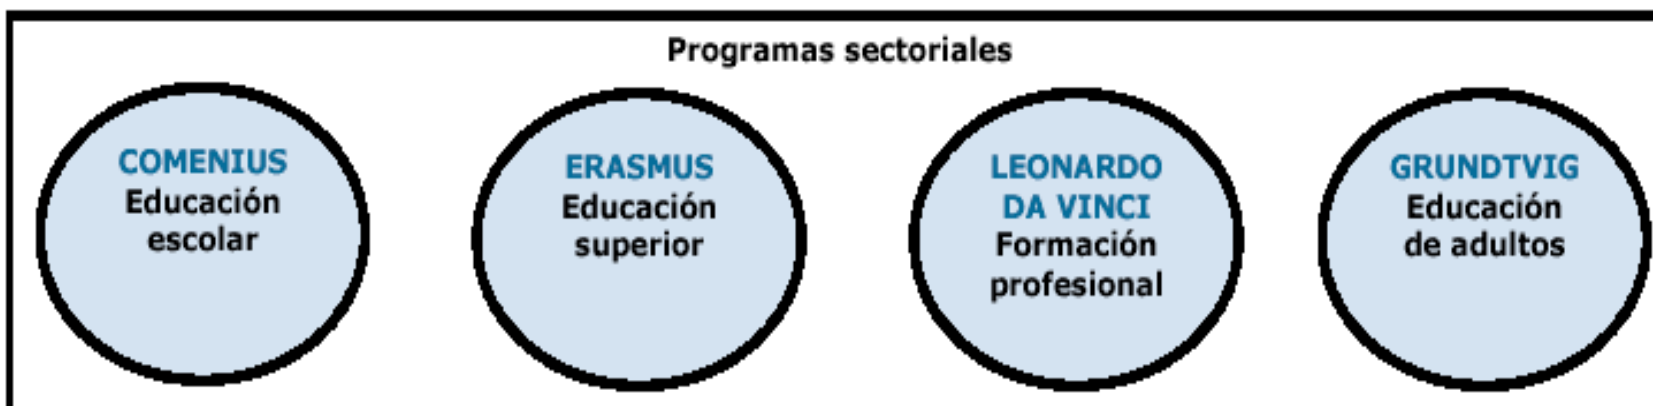 Programas sectoriales
COMENIUS
Educación
escolar
ERASMUS
Educación
superior
LEONARDO
DA VINCI
Formación
profesional
GRUNDTVIG
Educación
de adultos